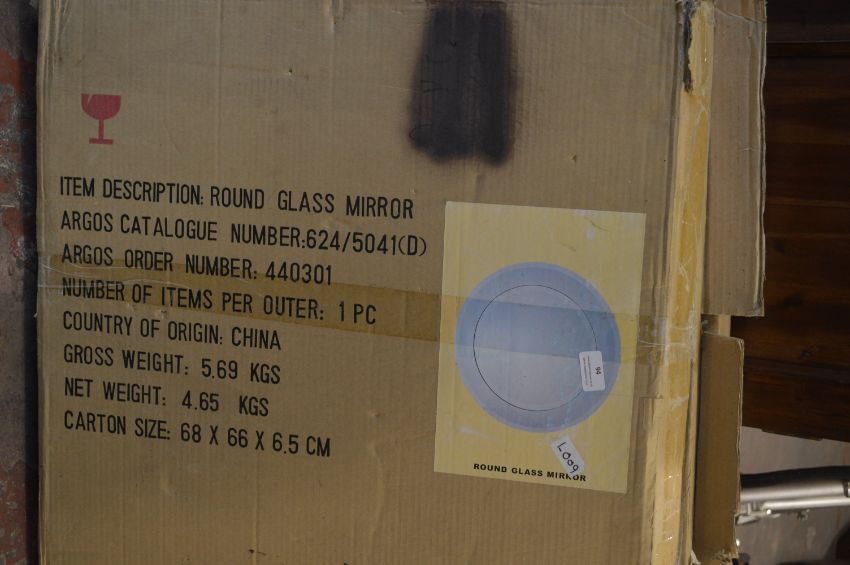 ITEM DESCRIPTION: ROUND GLASS MIRROR
ARGOS CATALOGUE NUMBER:624/5041(D)
ARGOS ORDER NUMBER: 440301
NUMBER OF ITEMS PER OUTER: 1 PC
COUNTRY OF ORIGIN: CHINA
GROSS WEIGHT: 5.69 KGS
NET WEIGHT: 4.65 KGS
CARTON SIZE: 68 X 66 X 6.5 CM
94
L009
ROUND GLASS MIRROR